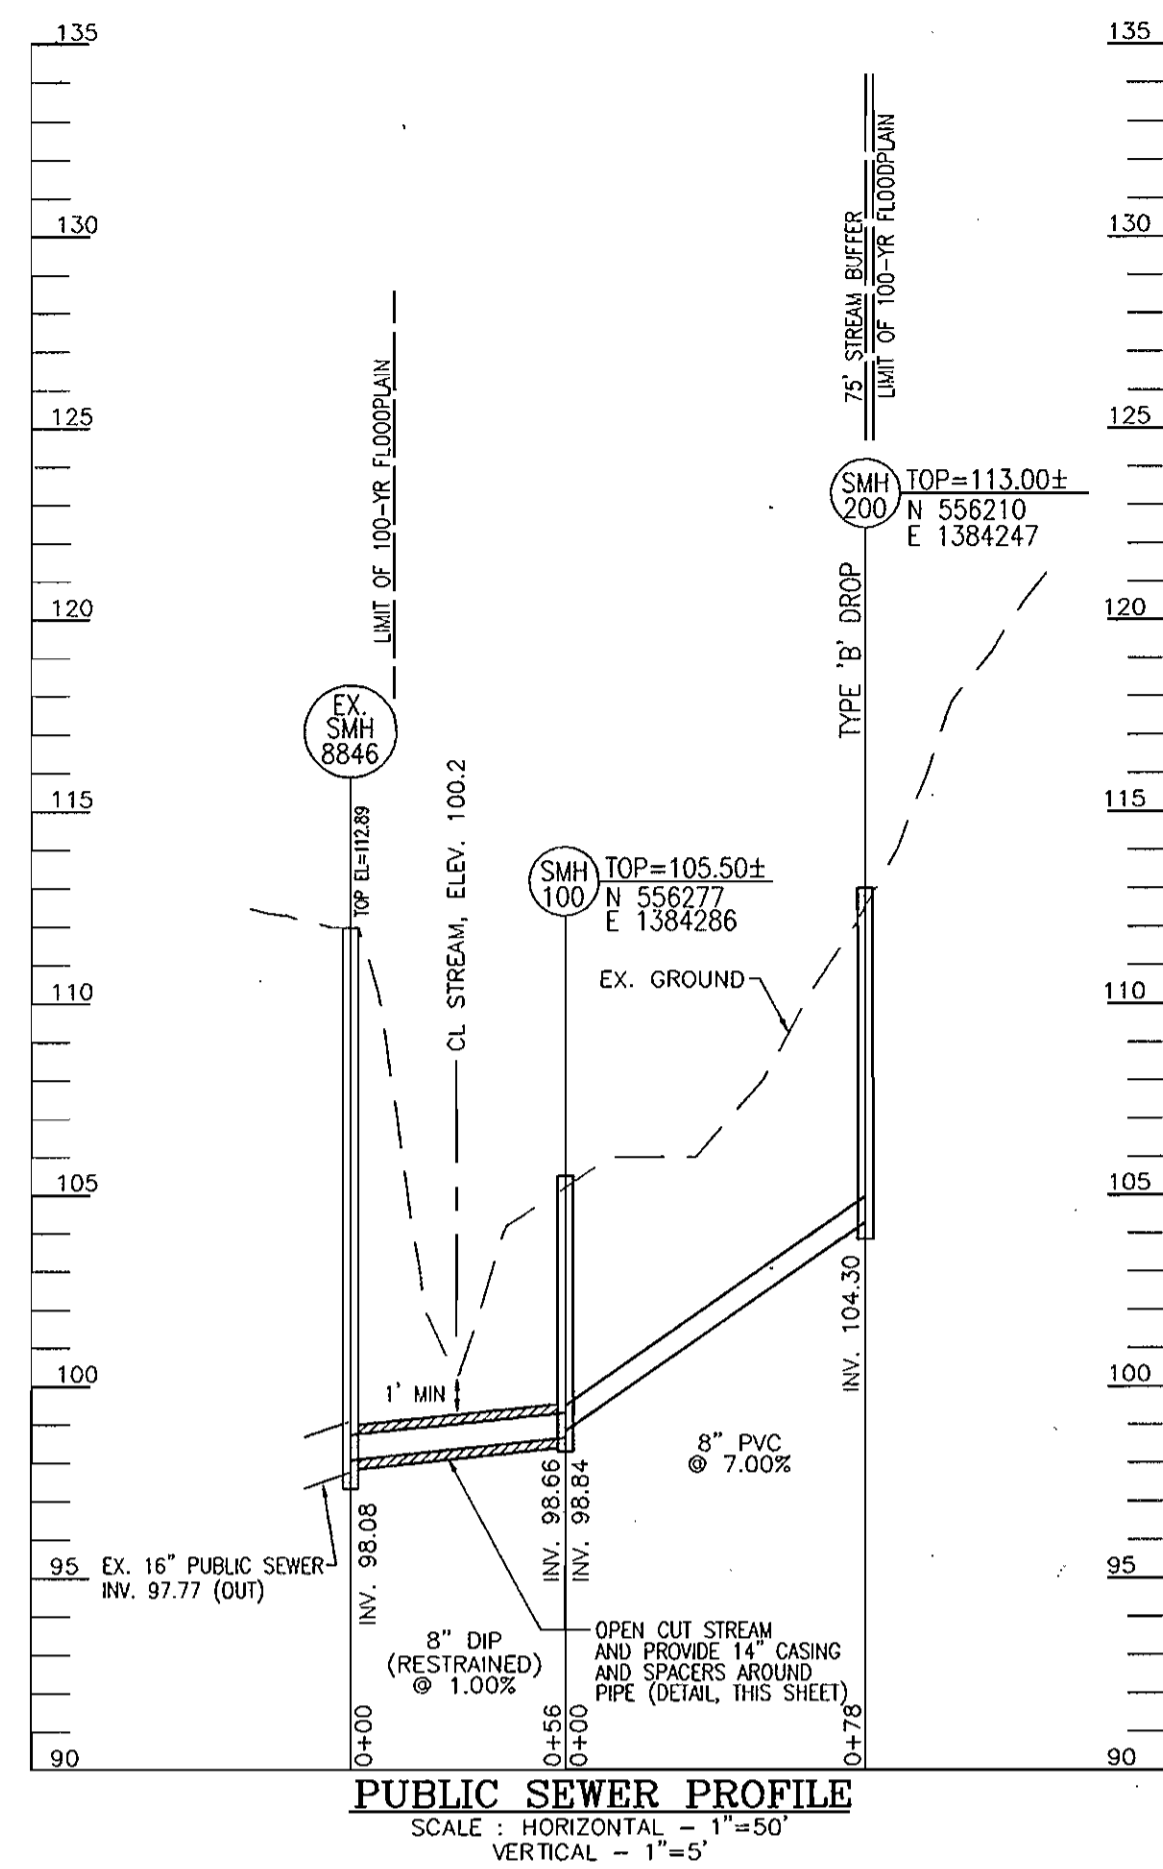 135
135
130
130
125
125
120
120
115
115
110
110
105
105
100
100
95
95
90
90
LIMIT OF 100-YR FLOODPLAIN
75' STREAM BUFFER
LIMIT OF 100-YR FLOODPLAIN
SMH
200
TOP=113.00±
N 556210
E 1384247
TYPE 'B' DROP
EX.
SMH
8846
TOP EL=112.89
CL STREAM, ELEV. 100.2
SMH
100
TOP=105.50±
N 556277
E 1384286
EX. GROUND
1' MIN
INV. 104.30
8" PVC
@ 7.00%
INV. 98.66
INV. 98.84
INV. 98.08
EX. 16" PUBLIC SEWER
INV. 97.77 (OUT)
8" DIP
(RESTRAINED)
@ 1.00%
OPEN CUT STREAM
AND PROVIDE 14" CASING
AND SPACERS AROUND
PIPE (DETAIL, THIS SHEET)
0+00
0+56
0+00
0+78
PUBLIC SEWER PROFILE
SCALE : HORIZONTAL - 1"=50'
VERTICAL - 1"=5'